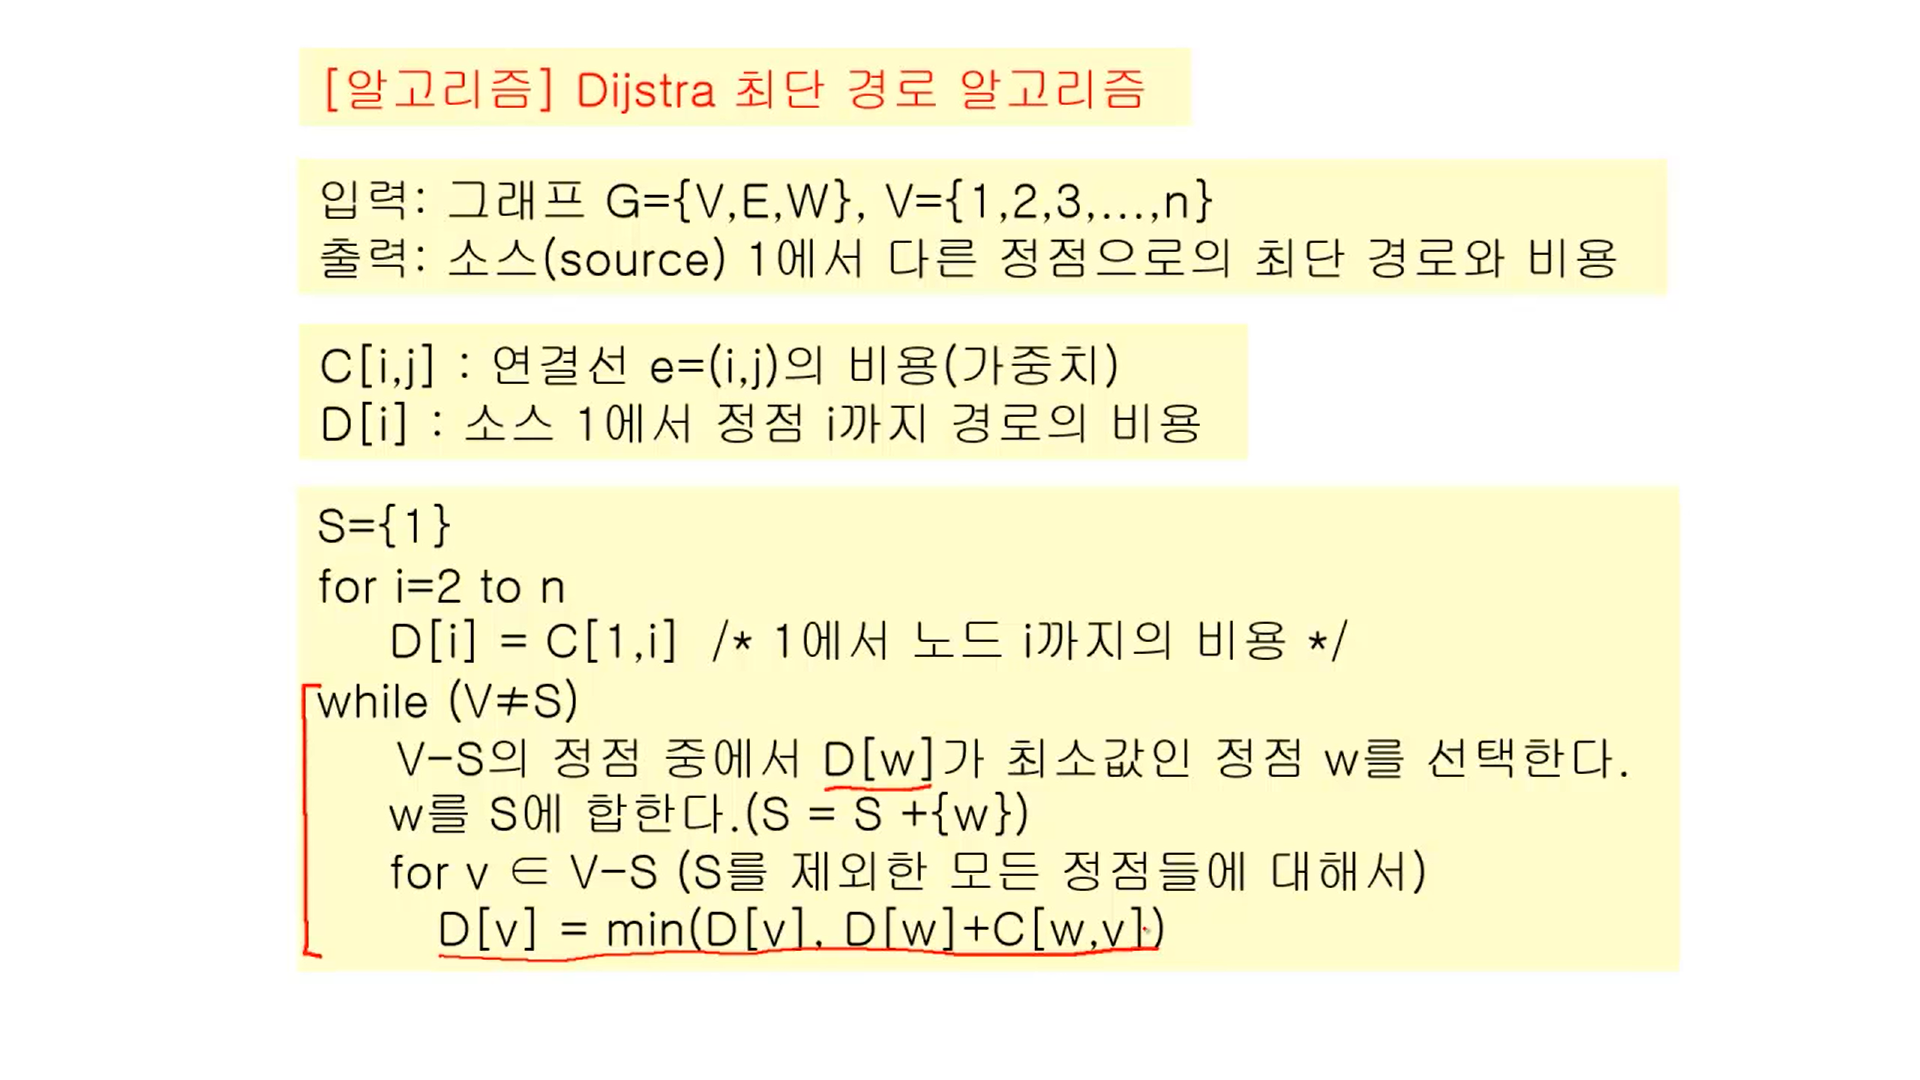 [알고리즘] Dijstra 최단 경로 알고리즘
입력: 그래프 G={V,E,W}, V={1,2,3,...,n}
출력: 소스(source) 1에서 다른 정점으로의 최단 경로와 비용
C[i,j] : 연결선 e=(i,j)의 비용(가중치)
D[i] : 소스 1에서 정점 i까지 경로의 비용
S={1}
for i=2 to n
D[i] = C[1,i] /* 1에서 노드 i까지의 비용 */
while (V≠S)
V-S의 정점 중에서 D[w]가 최소값인 정점 w를 선택한다.
w를 S에 합한다.(S = S +{w})
for v ∈ V-S (S를 제외한 모든 정점들에 대해서)
D[v] = min(D[v], D[w]+C[w,v])